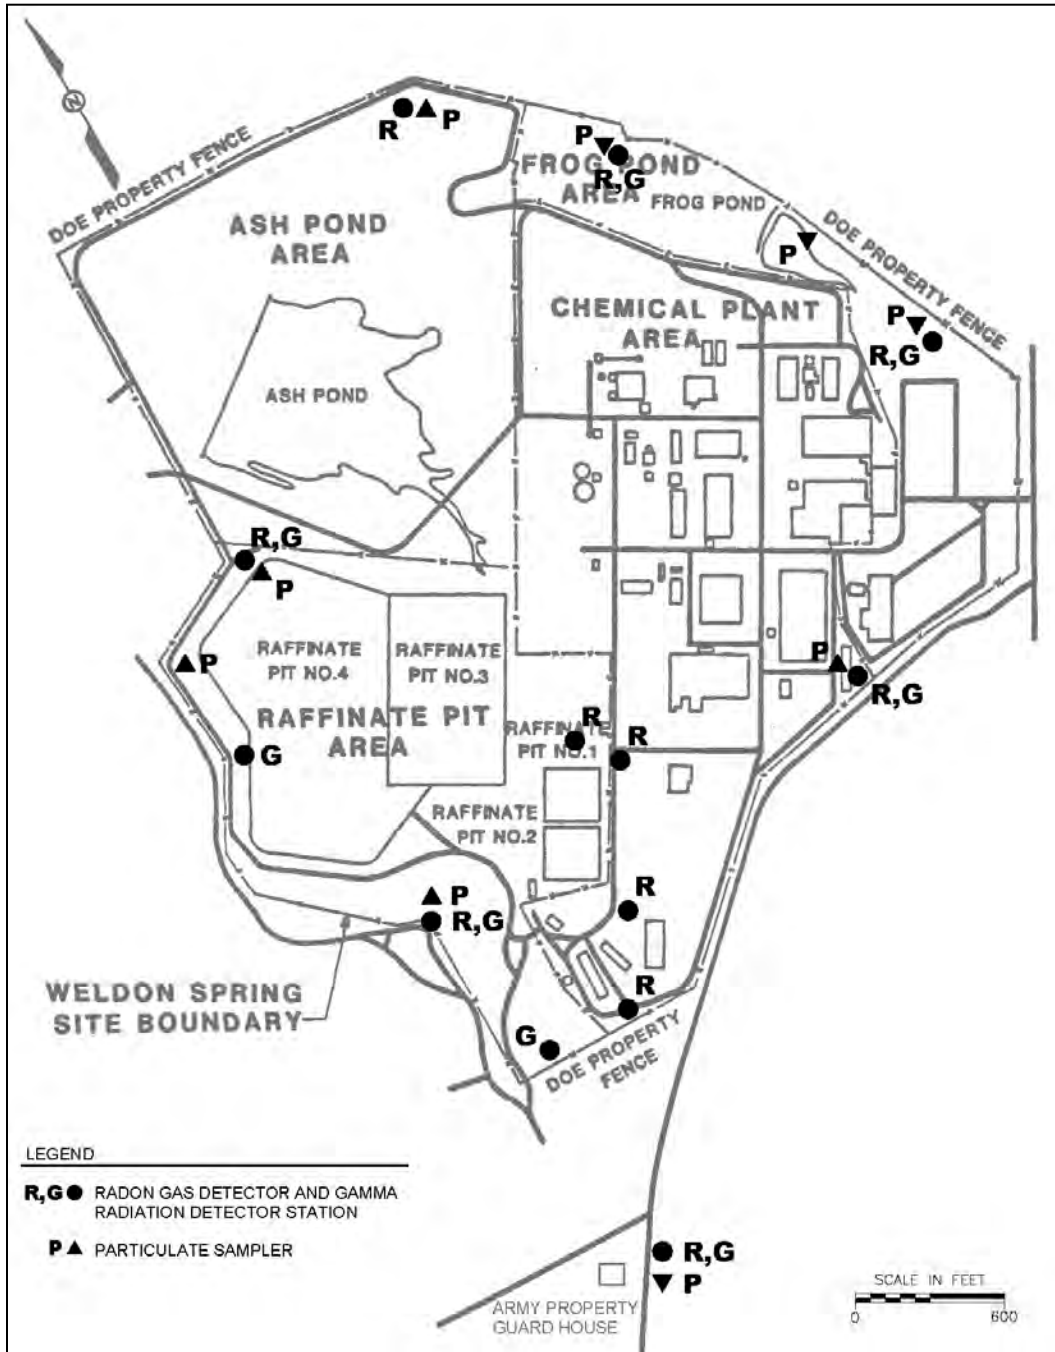 N
DOE PROPERTY FENCE
R
P
P
R,G
FROG POND
AREA
FROG POND
P
DOE PROPERTY FENCE
P
R,G
ASH POND
AREA
CHEMICAL PLANT
AREA
ASH POND
R,G
P
P
RAFFINATE
PIT NO.4
RAFFINATE
PIT NO.3
RAFFINATE PIT
AREA
G
R
RAFFINATE
PIT NO.1
R
P
R,G
RAFFINATE
PIT NO.2
P
R,G
R
R
WELDON SPRING
SITE BOUNDARY
G
DOE PROPERTY
FENCE
LEGEND
R,G RADON GAS DETECTOR AND GAMMA
RADIATION DETECTOR STATION
P PARTICULATE SAMPLER
R,G
P
ARMY PROPERTY
GUARD HOUSE
SCALE IN FEET
0 600